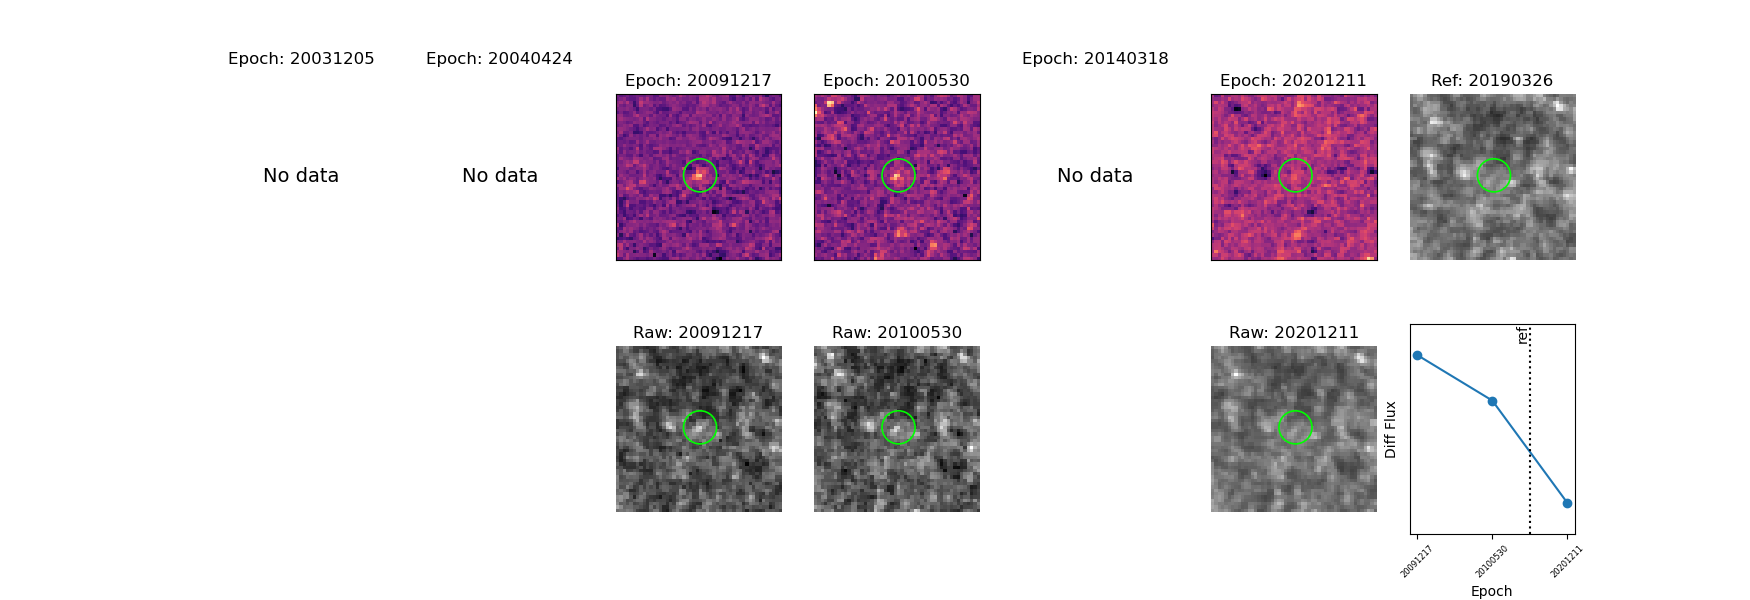 Epoch: 20031205
Epoch: 20040424
Epoch: 20091217
Epoch: 20100530
Epoch: 20140318
Epoch: 20201211
Ref: 20190326
No data
No data
No data
Raw: 20091217
Raw: 20100530
Raw: 20201211
ref
Diff Flux
20091217
20100530
20201211
Epoch